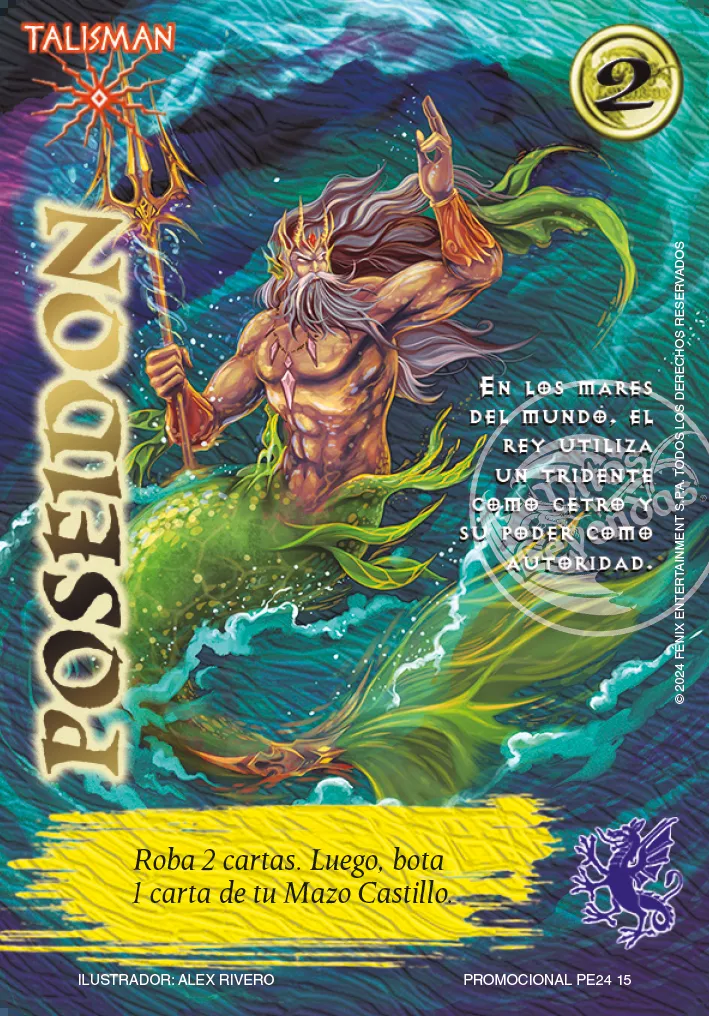 TALISMAN
2
POSEIDON
EN LOS MARES
DEL MUNDO, EL
REY UTILIZA
UN TRIDENTE
COMO CETRO Y
SU PODER COMO
AUTORIDAD.
©2024 FENIX ENTERTAINMENT S.P.A. TODOS LOS DERECHOS RESERVADOS
Roba 2 cartas. Luego, bota
1 carta de tu Mazo Castillo.
ILUSTRADOR: ALEX RIVERO
PROMOCIONAL PE24 15